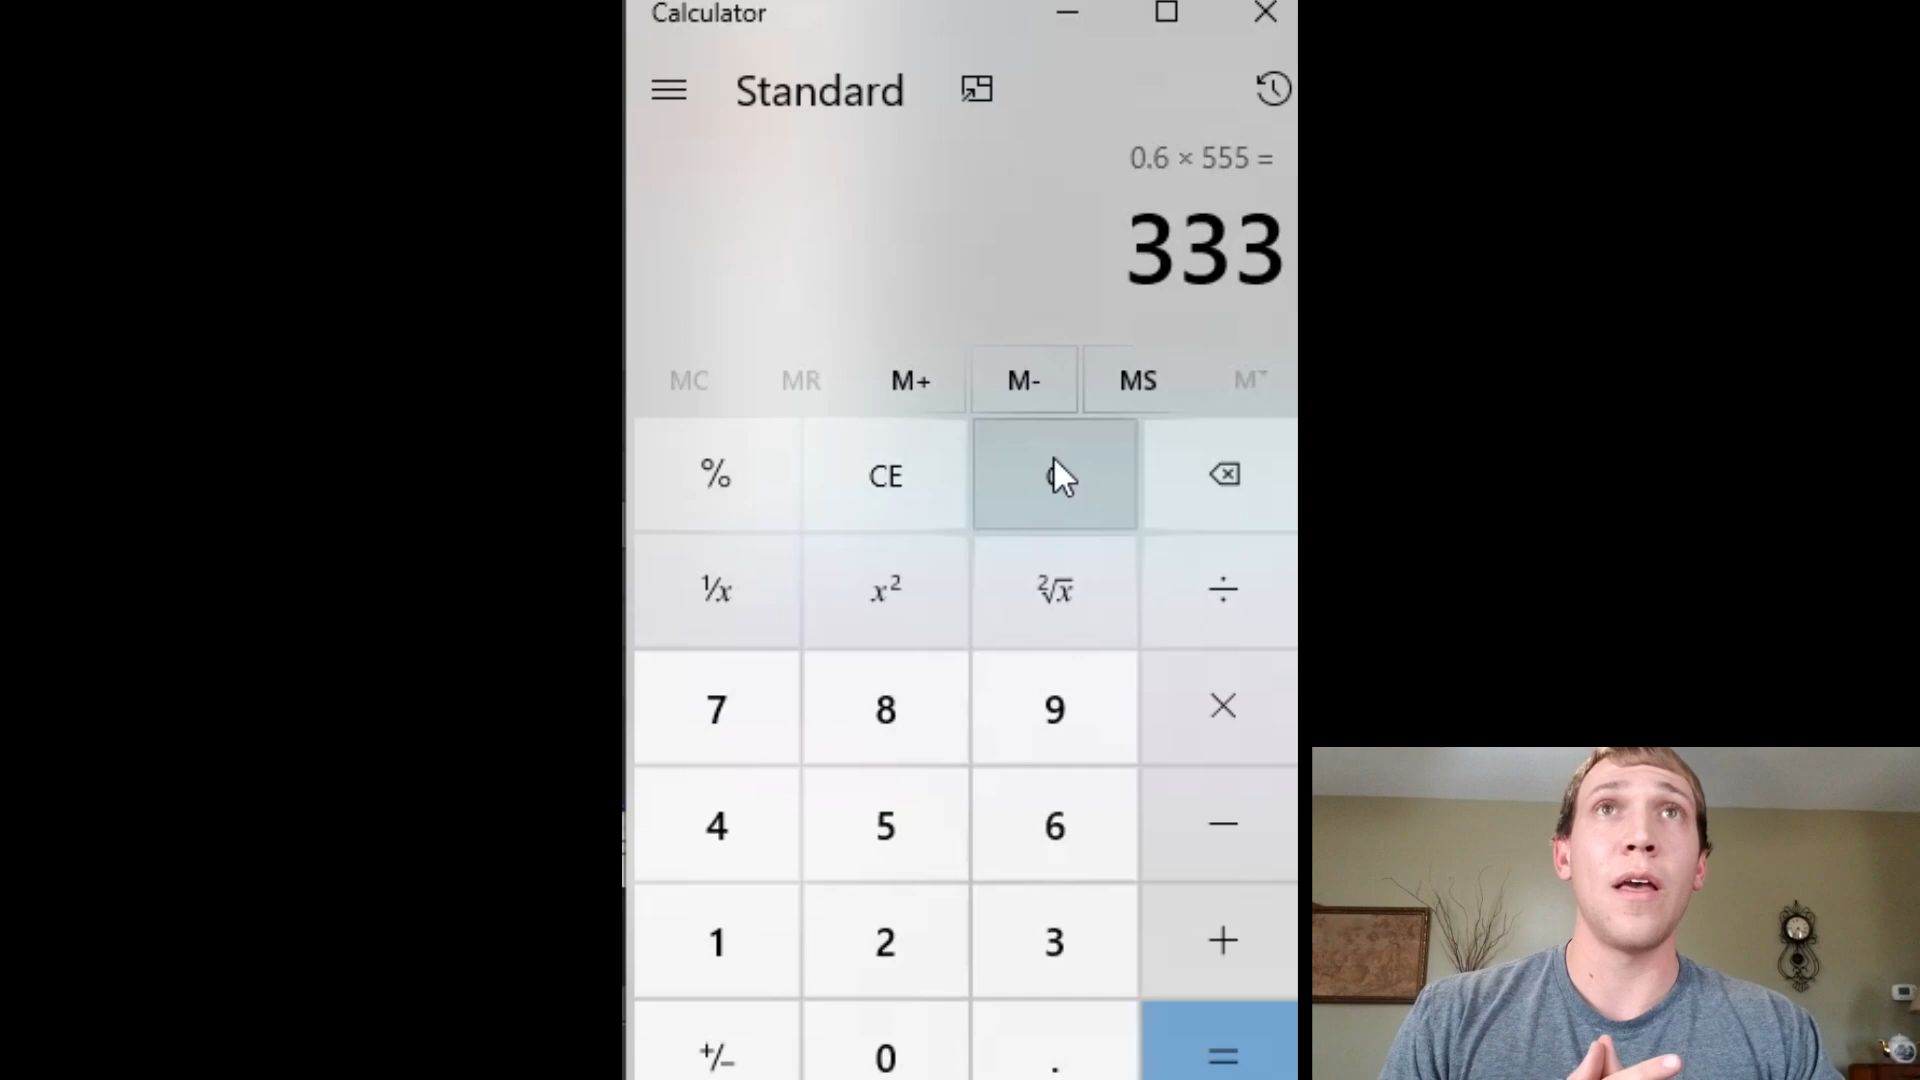 Calculator
Standard
0.6 × 555 =
333
MC MR M+ M- MS M˅
% CE
¹/x x² ²√x ÷
7 8 9 ×
4 5 6 −
1 2 3 +
+/− 0 . =